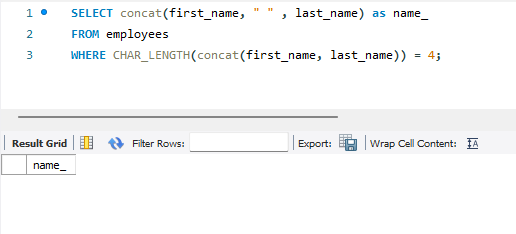 1 SELECT concat(first_name, " " , last_name) as name_
2 FROM employees
3 WHERE CHAR_LENGTH(concat(first_name, last_name)) = 4;
Result Grid Filter Rows: Export: Wrap Cell Content: IA
name_